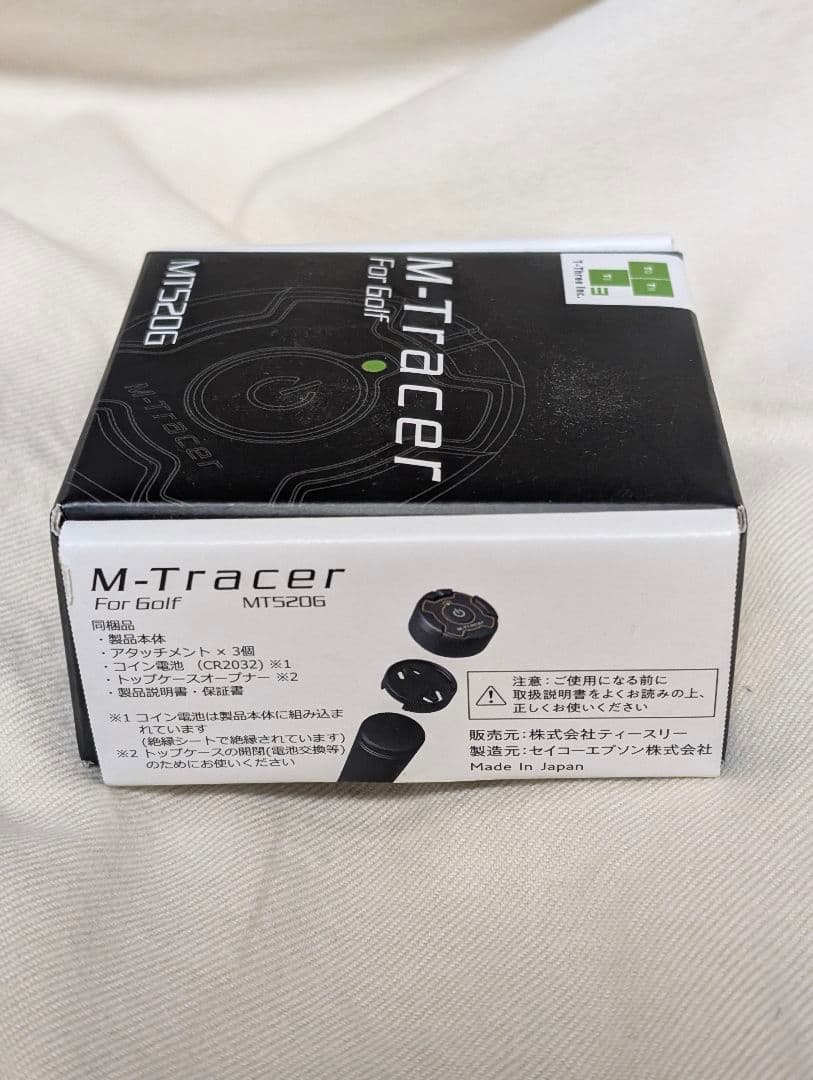 M-Tracer
For Golf
MT520G
M-Tracer
T-Three Inc.
M-Tracer
For Golf MT520G
同梱品
・製品本体
・アタッチメント × 3個
・コイン電池 (CR2032) ※1
・トップケースオープナー ※2
・製品説明書・保証書
※1 コイン電池は製品本体に組み込ま
れています
(絶縁シートで絶縁されています)
※2 トップケースの開閉(電池交換等)
のためにお使いください
M-Tracer
注意：ご使用になる前に
取扱説明書をよくお読みの上、
正しくお使いください
販売元：株式会社ティースリー
製造元：セイコーエプソン株式会社
Made In Japan